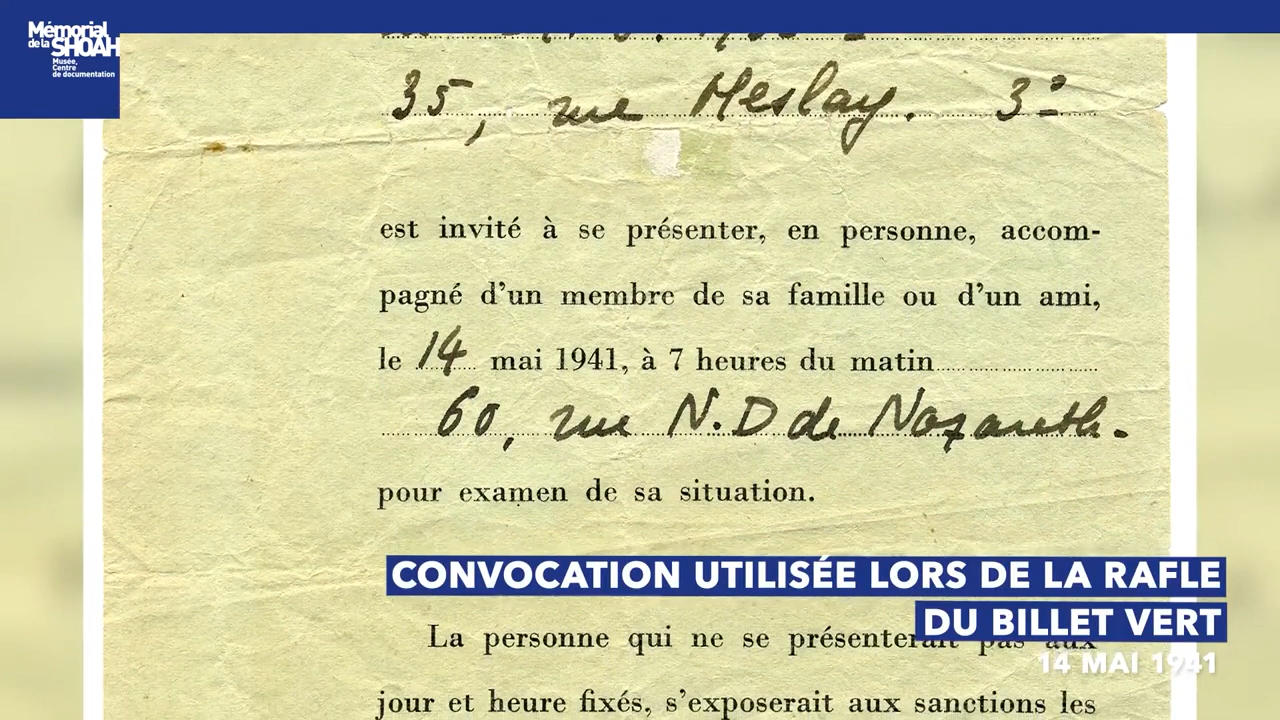 Mémorial
de la SHOAH
Musée,
Centre
de documentation
35, rue Meslay. 3e
est invité à se présenter, en personne, accom-
pagné d'un membre de sa famille ou d'un ami,
le 14 mai 1941, à 7 heures du matin
60, rue N.D de Nazareth.
pour examen de sa situation.
CONVOCATION UTILISÉE LORS DE LA RAFLE
DU BILLET VERT
14 MAI 1941
La personne qui ne se présenterait pas aux
jour et heure fixés, s'exposerait aux sanctions les